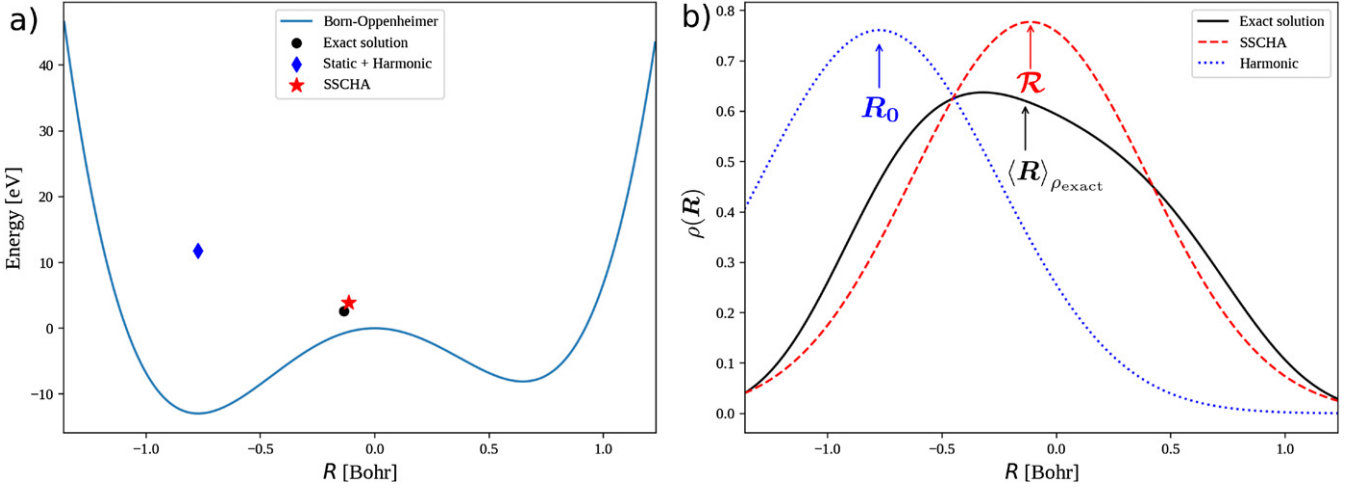 a)
Born-Oppenheimer
Exact solution
Static + Harmonic
SSCHA
Energy [eV]
40
30
20
10
0
−10
−1.0 −0.5 0.0 0.5 1.0
R [Bohr]
b)
Exact solution
SSCHA
Harmonic
R₀
𝓡
⟨R⟩ρexact
ρ(R)
0.8
0.7
0.6
0.5
0.4
0.3
0.2
0.1
0.0
−1.0 −0.5 0.0 0.5 1.0
R [Bohr]